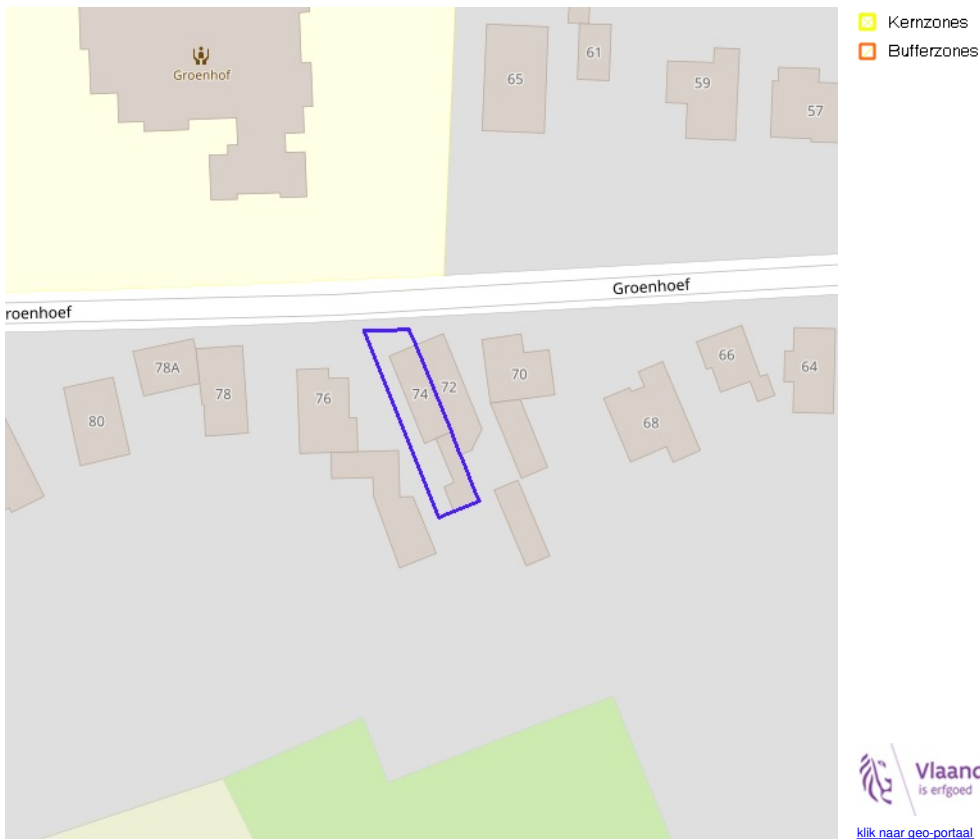 Kernzones
Bufferzones
Groenhof
65
61
59
57
Groenhoef
roenhoef
78A
78
80
76
74
72
70
68
66
64
Vlaand
is erfgoed
klik naar geo-portaal